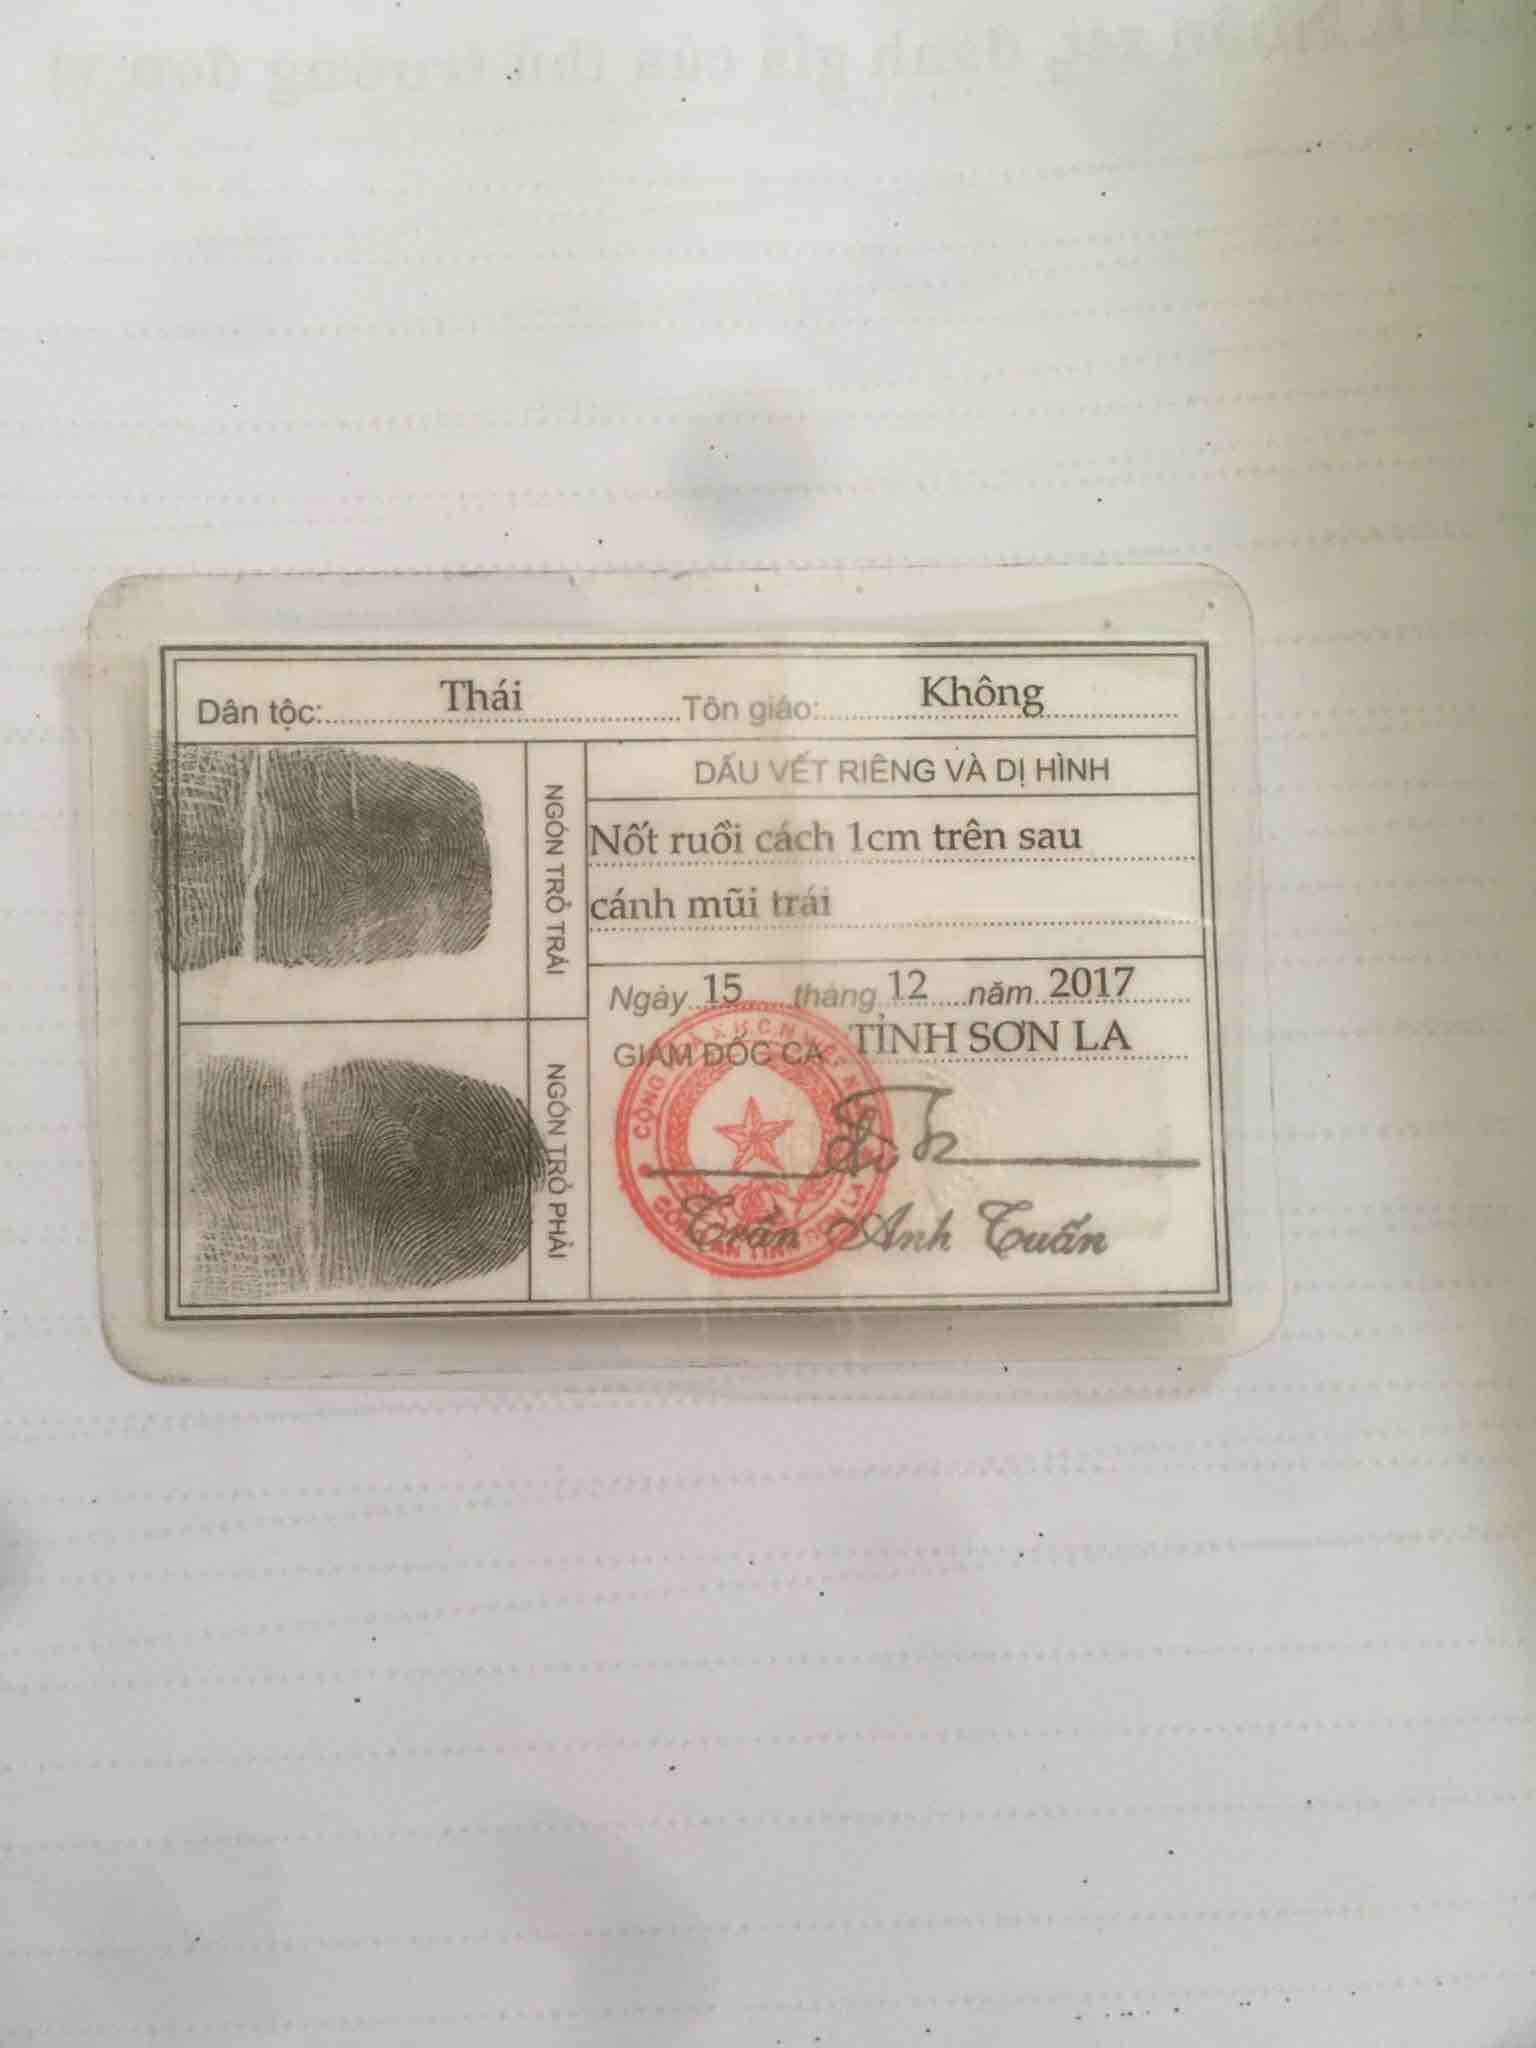 Dân tộc: Thái Tôn giáo: Không
NGÓN TRỎ TRÁI
DẤU VẾT RIÊNG VÀ DỊ HÌNH
Nốt ruồi cách 1cm trên sau
cánh mũi trái
NGÓN TRỎ PHẢI
Ngày 15 tháng 12 năm 2017
GIÁM ĐỐC CA TỈNH SƠN LA
Trần Anh Tuấn